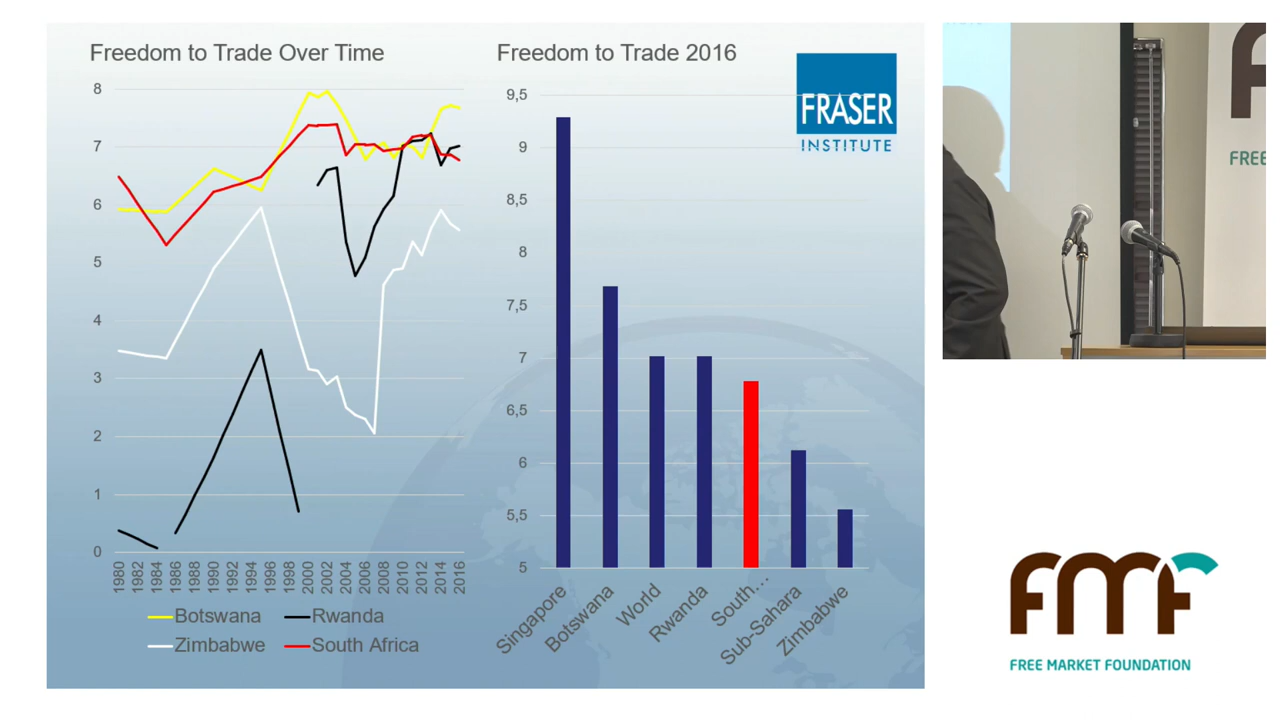 Freedom to Trade Over Time
8
7
6
5
4
3
2
1
0
1980
1982
1984
1986
1988
1990
1992
1994
1996
1998
2000
2002
2004
2006
2008
2010
2012
2014
2016
Botswana
Rwanda
Zimbabwe
South Africa
Freedom to Trade 2016
9,5
9
8,5
8
7,5
7
6,5
6
5,5
5
Singapore
Botswana
World
Rwanda
South...
Sub-Sahara
Zimbabwe
FRASER
INSTITUTE
F
FREE
FMF
FREE MARKET FOUNDATION